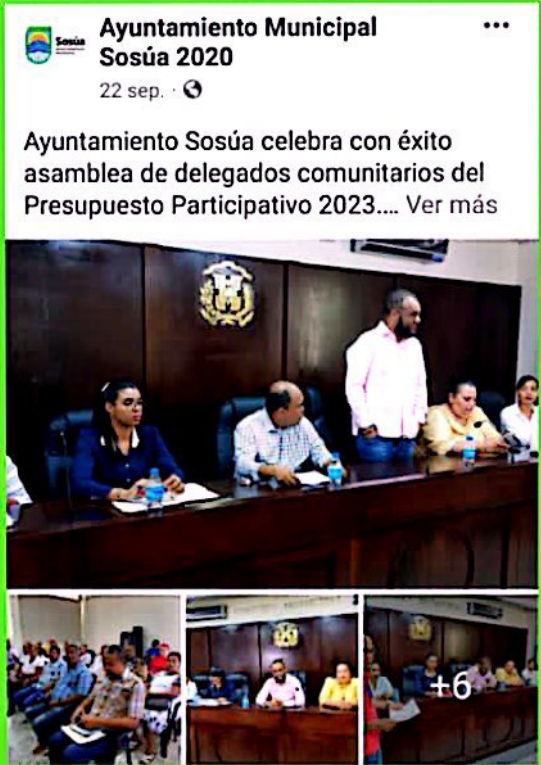 Sosúa
Ayuntamiento Municipal
Sosúa 2020
22 sep.
Ayuntamiento Sosúa celebra con éxito
asamblea de delegados comunitarios del
Presupuesto Participativo 2023.... Ver más
+6